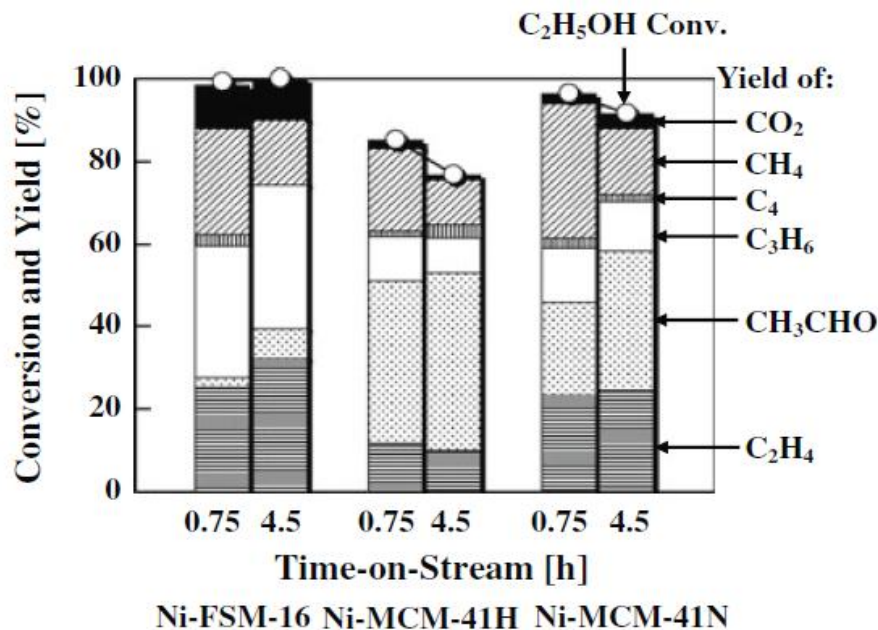 C₂H₅OH Conv.
Yield of:
CO₂
CH₄
C₄
C₃H₆
CH₃CHO
C₂H₄
Conversion and Yield [%]
100
80
60
40
20
0
0.75 4.5 0.75 4.5 0.75 4.5
Time-on-Stream [h]
Ni-FSM-16 Ni-MCM-41H Ni-MCM-41N